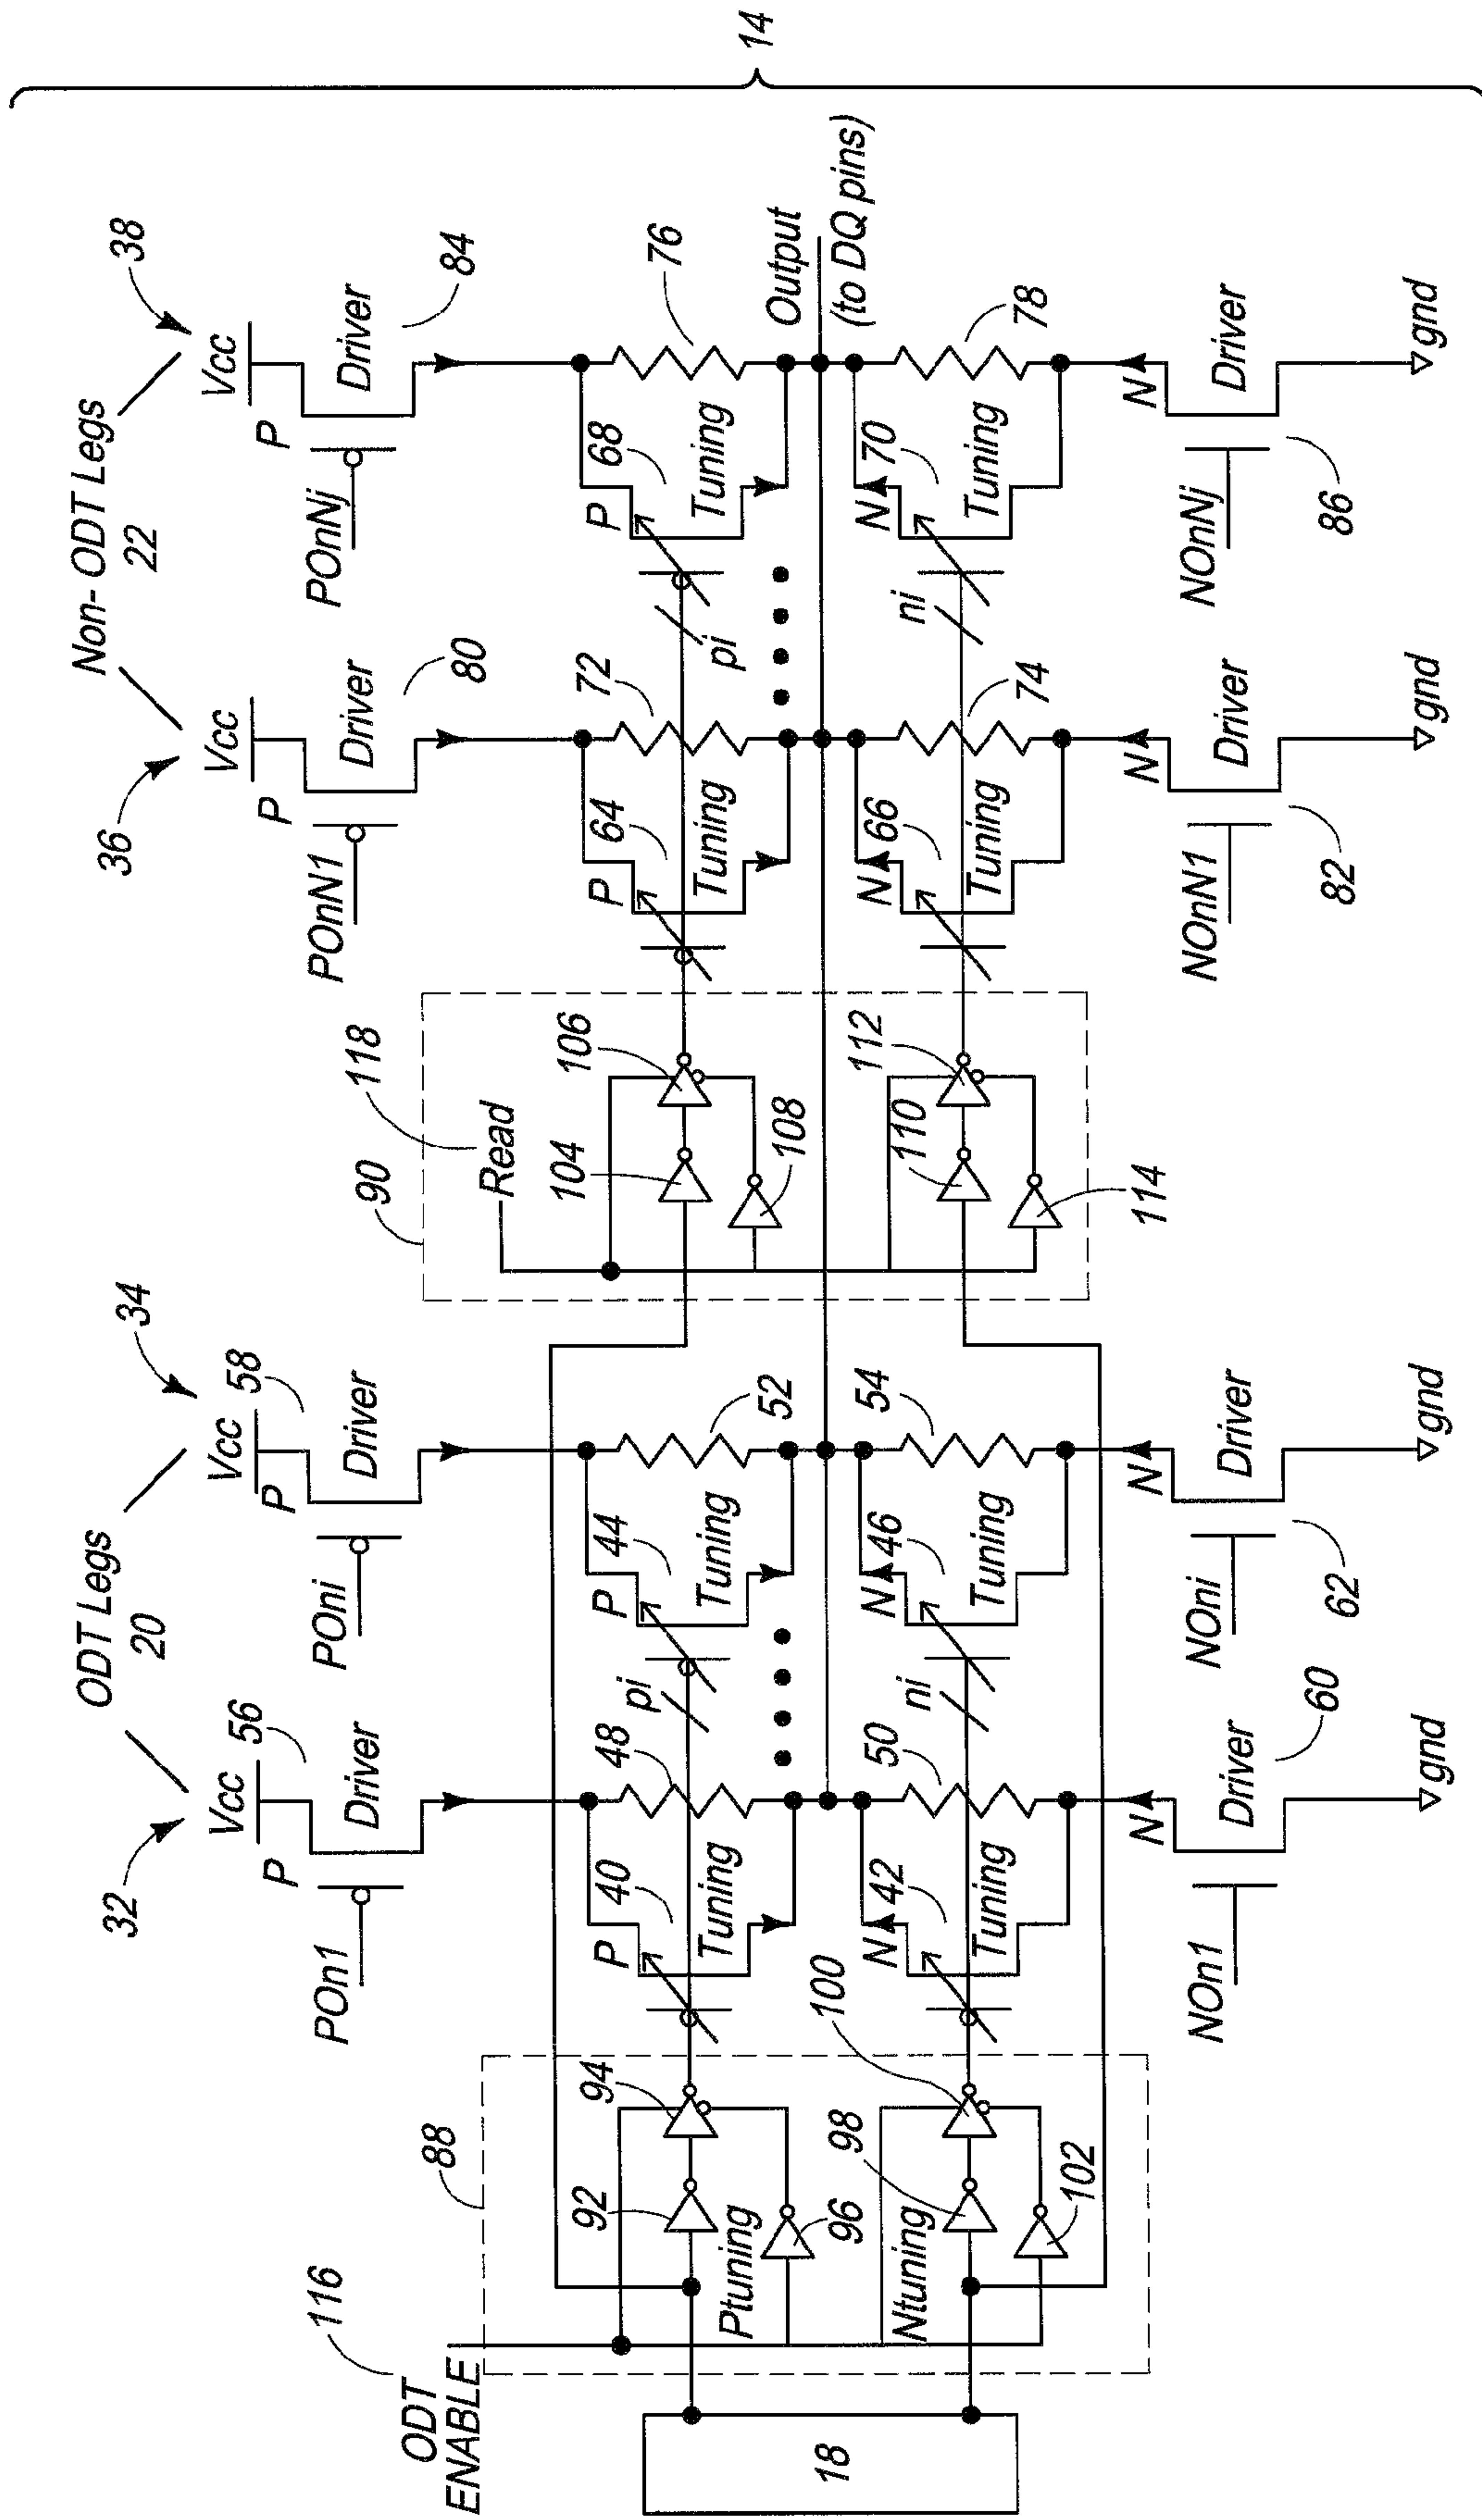 14
ODT Legs
20
Non- ODT Legs
22
32
34
36
38
Vcc
56
Vcc
58
Vcc
Vcc
P
P
P
P
Driver
Driver
Driver
80
Driver
84
POn1
POni
POnN1
POnNj
116
ODT
ENABLE
88
90
118
Read
92
94
P
40
48
P
44
52
104
106
P
64
72
P
68
76
Ptuning
96
Tuning
pi
Tuning
108
Tuning
pi
Tuning
Output
(to DQ pins)
18
Ntuning
98
100
N
42
50
ni
N
46
54
110
112
N
66
74
ni
N
70
78
102
Tuning
Tuning
114
Tuning
Tuning
N
N
N
N
NOn1
NOni
NOnN1
NOnNj
Driver
60
Driver
62
Driver
82
Driver
86
gnd
gnd
gnd
gnd